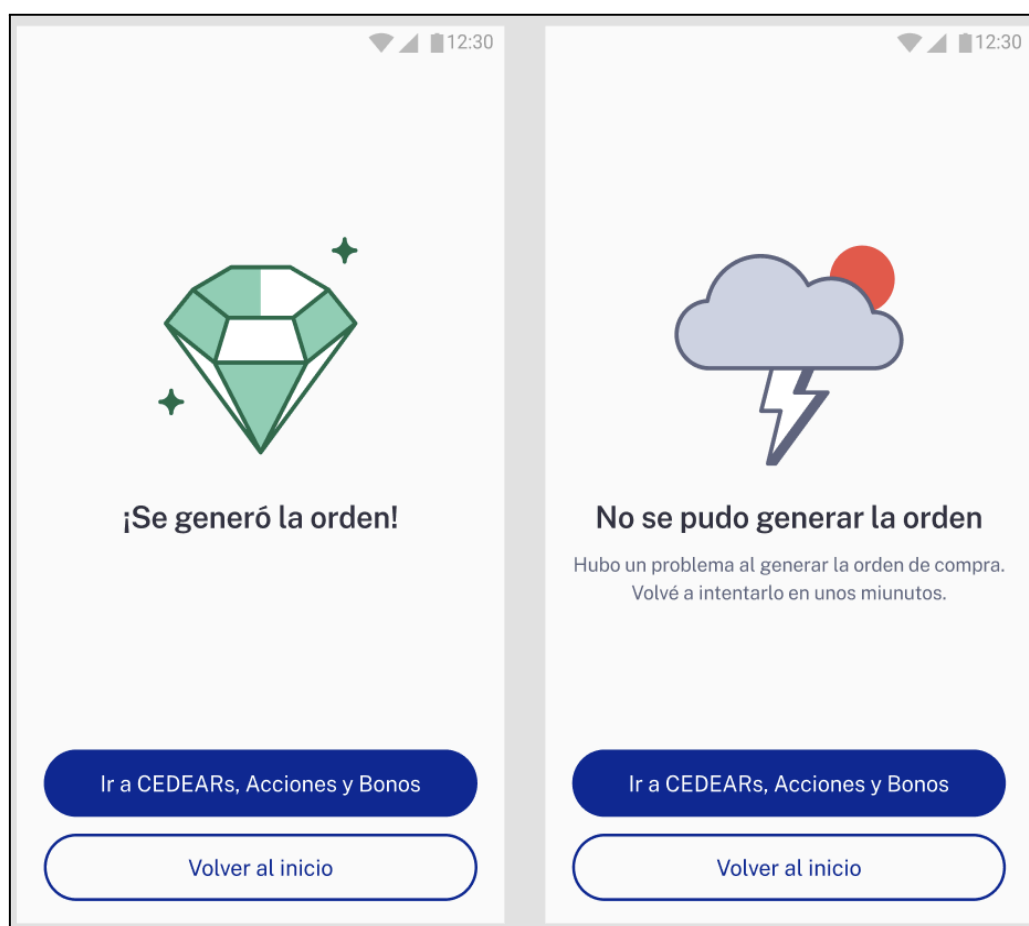 12:30
¡Se generó la orden!
Ir a CEDEARs, Acciones y Bonos
Volver al inicio
12:30
No se pudo generar la orden
Hubo un problema al generar la orden de compra.
Volvé a intentarlo en unos miunutos.
Ir a CEDEARs, Acciones y Bonos
Volver al inicio